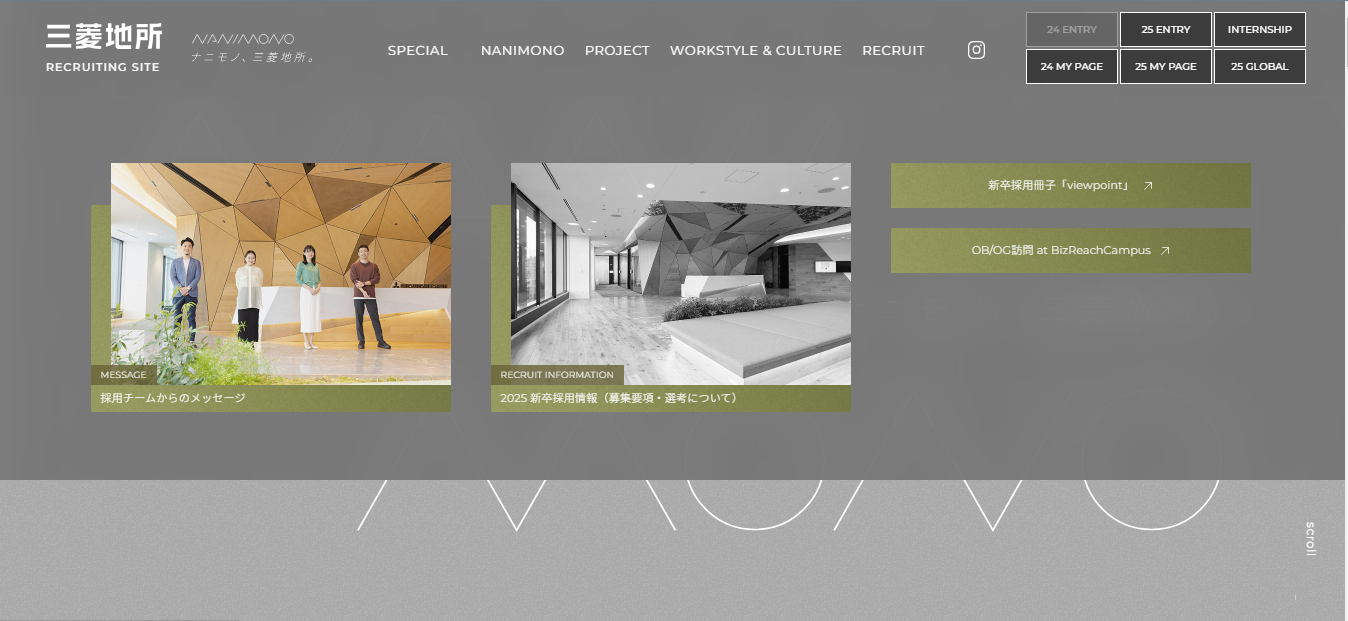 三菱地所
RECRUITING SITE
NANIMONO
ナニモノ、三菱地所。
SPECIAL
NANIMONO
PROJECT
WORKSTYLE & CULTURE
RECRUIT
24 ENTRY
25 ENTRY
INTERNSHIP
24 MY PAGE
25 MY PAGE
25 GLOBAL
MESSAGE
採用チームからのメッセージ
RECRUIT INFORMATION
2025 新卒採用情報（募集要項・選考について）
新卒採用冊子「viewpoint」
OB/OG訪問 at BizReachCampus
scroll